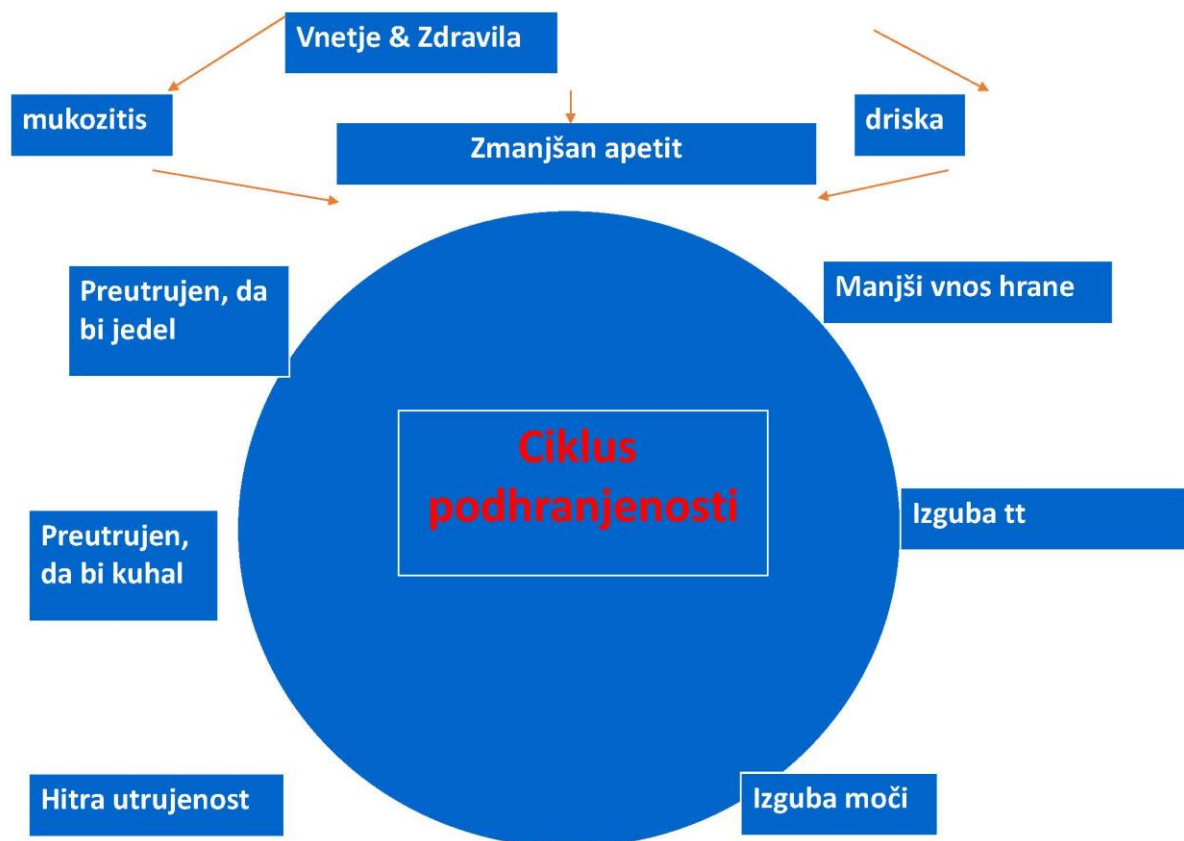 Vnetje & Zdravila
mukozitis
driska
Zmanjšan apetit
Preutrujen, da
bi jedel
Manjši vnos hrane
Ciklus
podhranjenosti
Izguba tt
Preutrujen,
da bi kuhal
Hitra utrujenost
Izguba moči